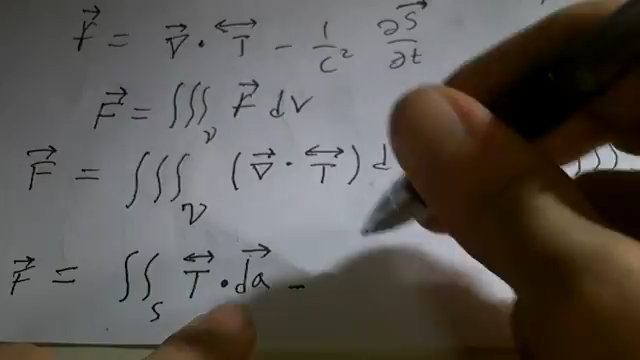 f⃗ = ∇⃗ · T⃡ − 1/c² ∂S⃗/∂t
F⃗ = ∭_V f⃗ dV
F⃗ = ∭_V (∇⃗ · T⃡) d
F⃗ = ∬_S T⃡ · da⃗ −